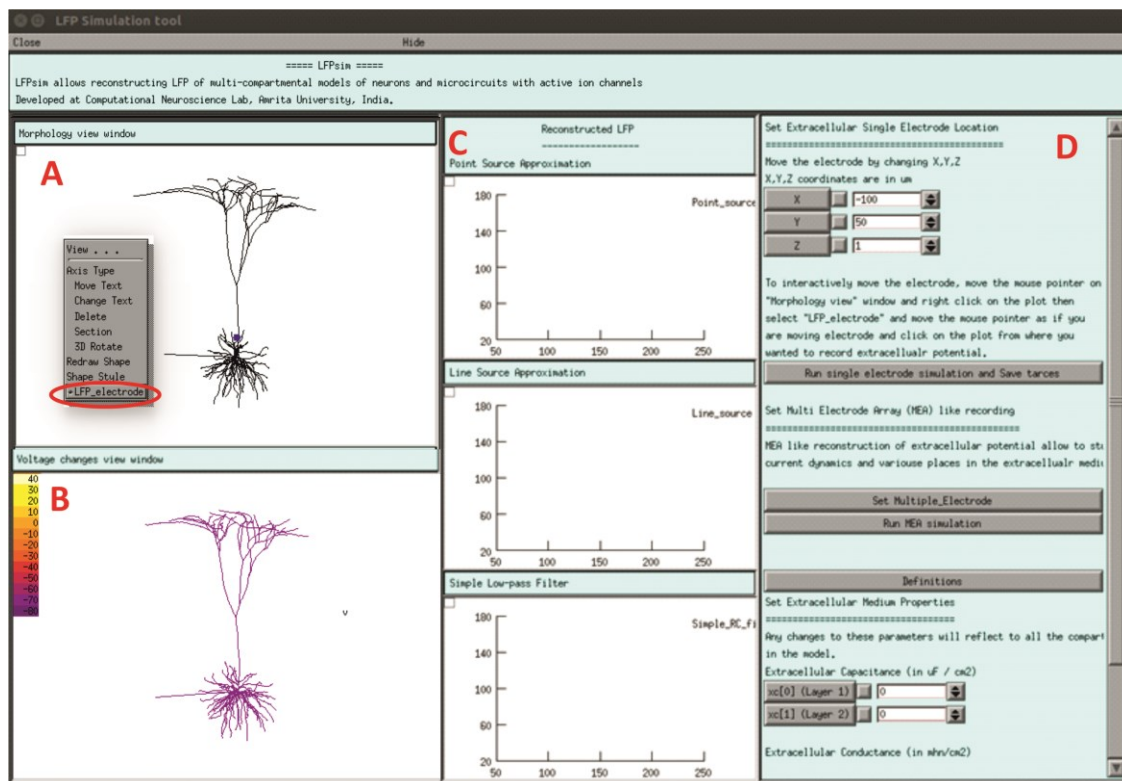 LFP Simulation tool
Close Hide
===== LFPsim =====
LFPsim allows reconstructing LFP of multi-compartmental models of neurons and microcircuits with active ion channels
Developed at Computational Neuroscience Lab, Amrita University, India.
Morphology view window
A
View . . .
Axis Type
Move Text
Change Text
Delete
Section
3D Rotate
Redraw Shape
Shape Style
LFP_electrode
Voltage changes view window
B
40
30
20
10
0
-10
-20
-30
-40
-50
-60
-70
-80
v
C
Reconstructed LFP
------------------
Point Source Approximation
180
140
100
60
20
50 100 150 200 250
Point_source
Line Source Approximation
180
140
100
60
20
50 100 150 200 250
Line_source
Simple Low-pass Filter
180
140
100
60
20
50 100 150 200 250
Simple_RC_fi
D
Set Extracellular Single Electrode Location
==========================================
Move the electrode by changing X,Y,Z
X,Y,Z coordinates are in um
X -100
Y 50
Z 1
To interactively move the electrode, move the mouse pointer on
"Morphology view" window and right click on the plot then
select "LFP_electrode" and move the mouse pointer as if you
are moving electrode and click on the plot from where you
wanted to record extracellualr potential.
Run single electrode simulation and Save tarces
Set Multi Electrode Array (MEA) like recording
=============================================
MEA like reconstruction of extracellular potential allow to stu
current dynamics and variouse places in the extracellualr mediu
Set Multiple_Electrode
Run MEA simulation
Definitions
Set Extracellular Medium Properties
==================================
Any changes to these parameters will reflect to all the compart
in the model.
Extracellular Capacitance (in uF / cm2)
xc[0] (Layer 1) 0
xc[1] (Layer 2) 0
Extracellular Conductance (in mhn/cm2)